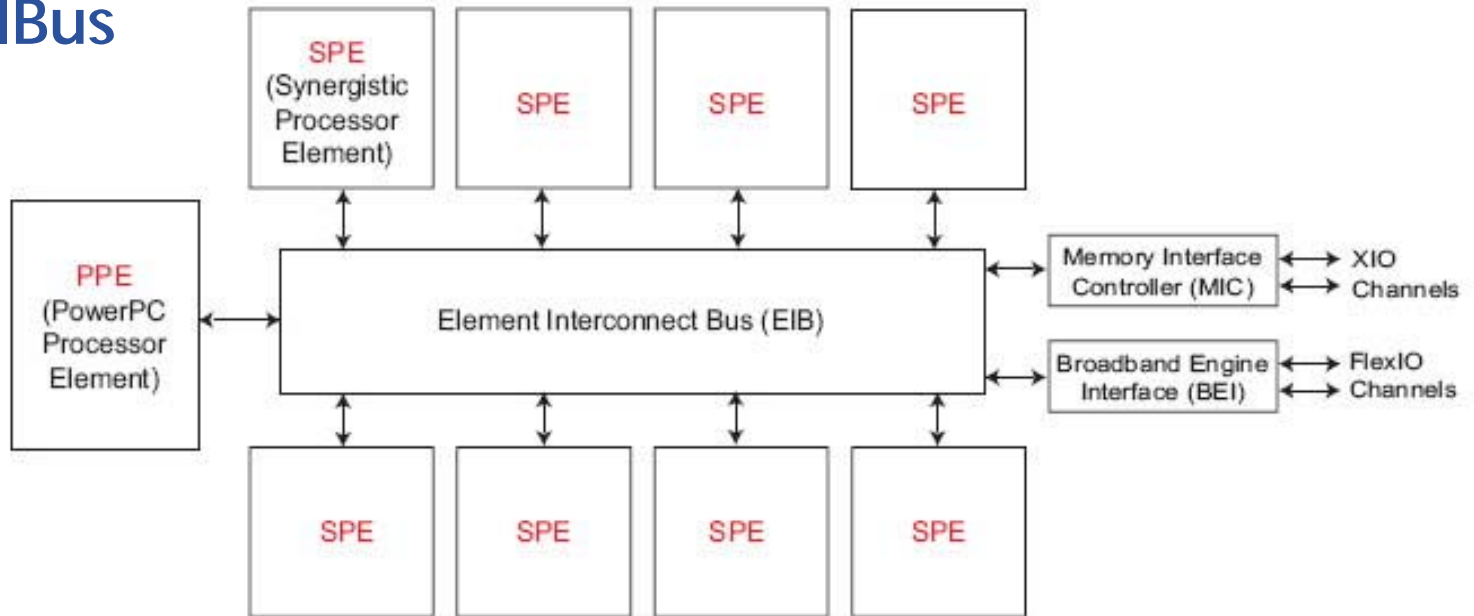 IBus
SPE
(Synergistic
Processor
Element)
SPE
SPE
SPE
PPE
(PowerPC
Processor
Element)
Element Interconnect Bus (EIB)
Memory Interface
Controller (MIC)
XIO
Channels
Broadband Engine
Interface (BEI)
FlexIO
Channels
SPE
SPE
SPE
SPE